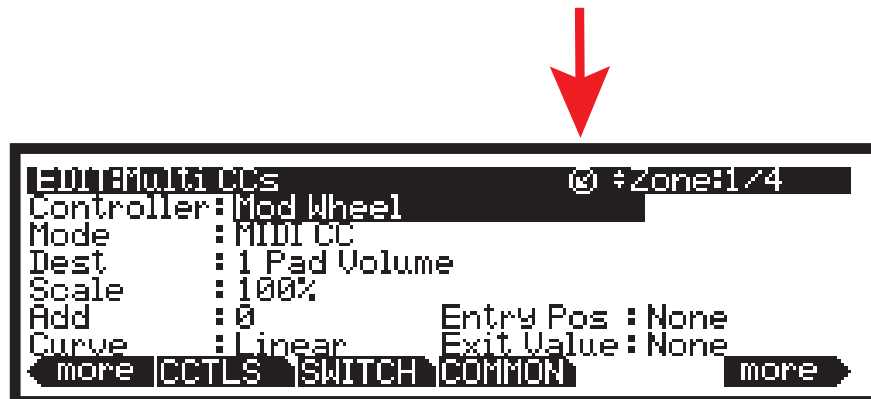 EDIT:Multi CCs Zone:1/4
Controller:Mod Wheel
Mode :MIDI CC
Dest :1 Pad Volume
Scale :100%
Add :0 Entry Pos :None
Curve :Linear Exit Value:None
more CCTLS SWITCH COMMON more